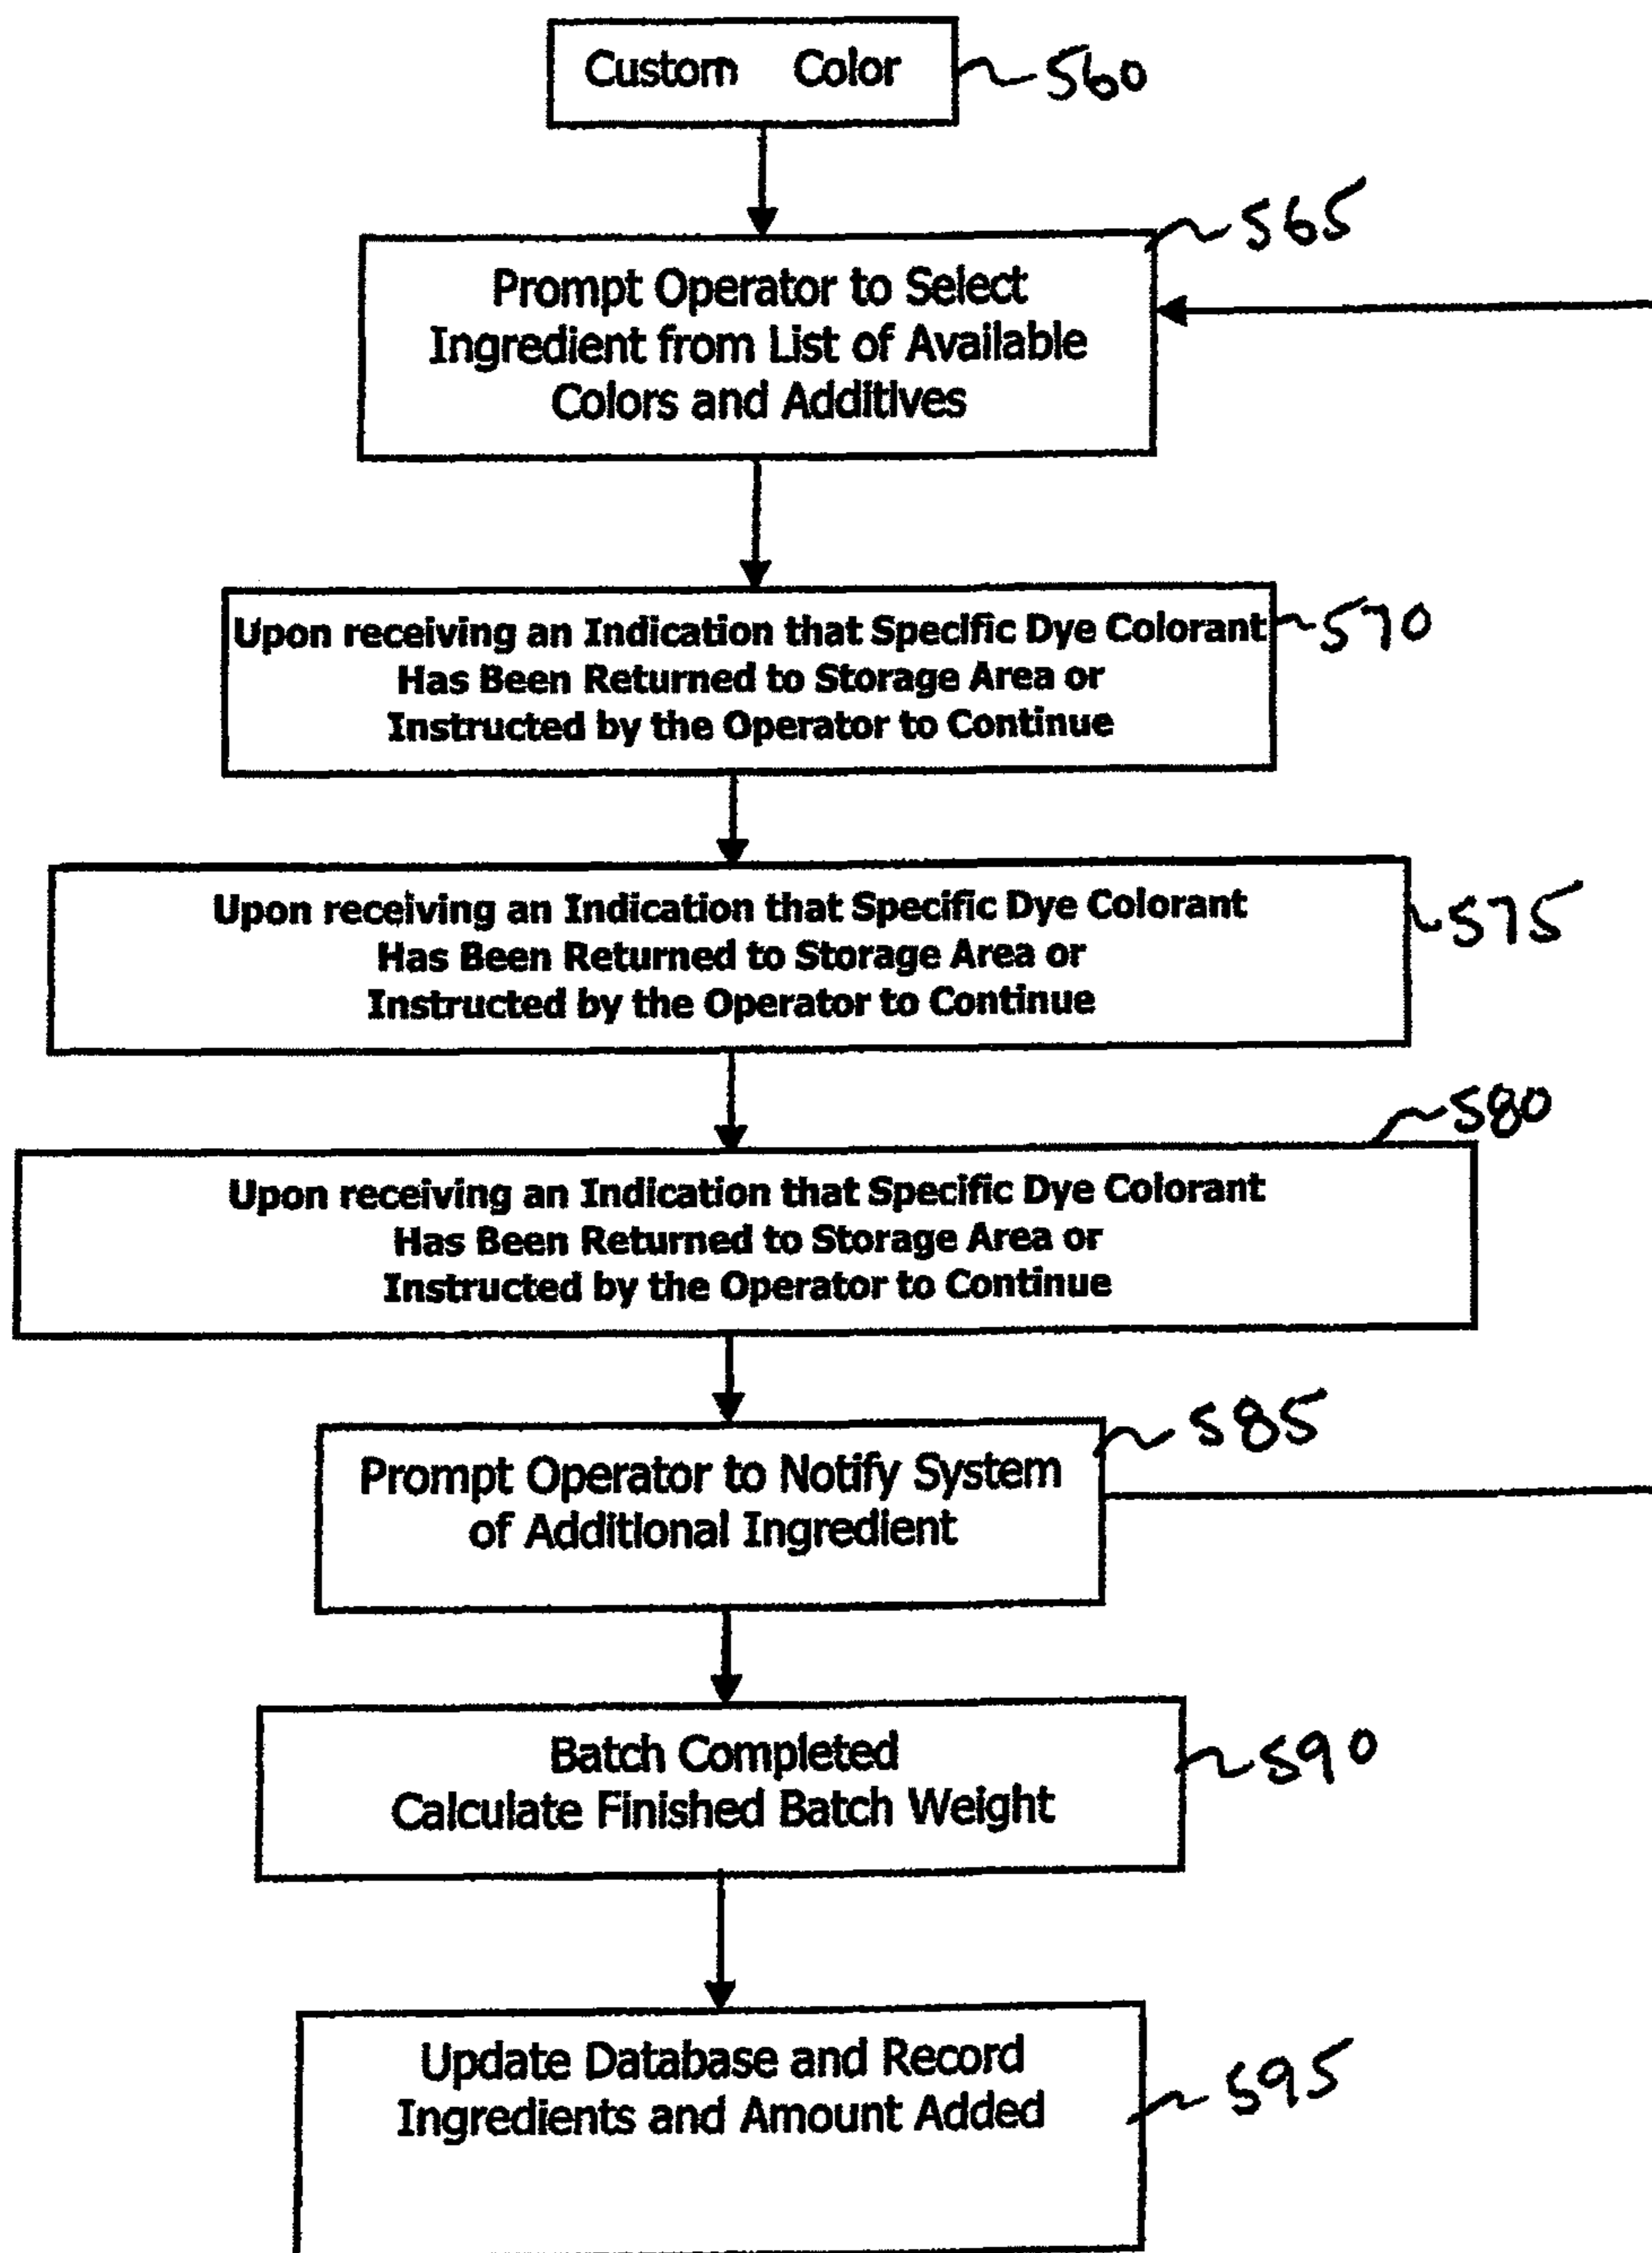 Custom Color
560
565
Prompt Operator to Select
Ingredient from List of Available
Colors and Additives
Upon receiving an Indication that Specific Dye Colorant
570
Has Been Returned to Storage Area or
Instructed by the Operator to Continue
Upon receiving an Indication that Specific Dye Colorant
575
Has Been Returned to Storage Area or
Instructed by the Operator to Continue
580
Upon receiving an Indication that Specific Dye Colorant
Has Been Returned to Storage Area or
Instructed by the Operator to Continue
585
Prompt Operator to Notify System
of Additional Ingredient
Batch Completed
590
Calculate Finished Batch Weight
Update Database and Record
595
Ingredients and Amount Added